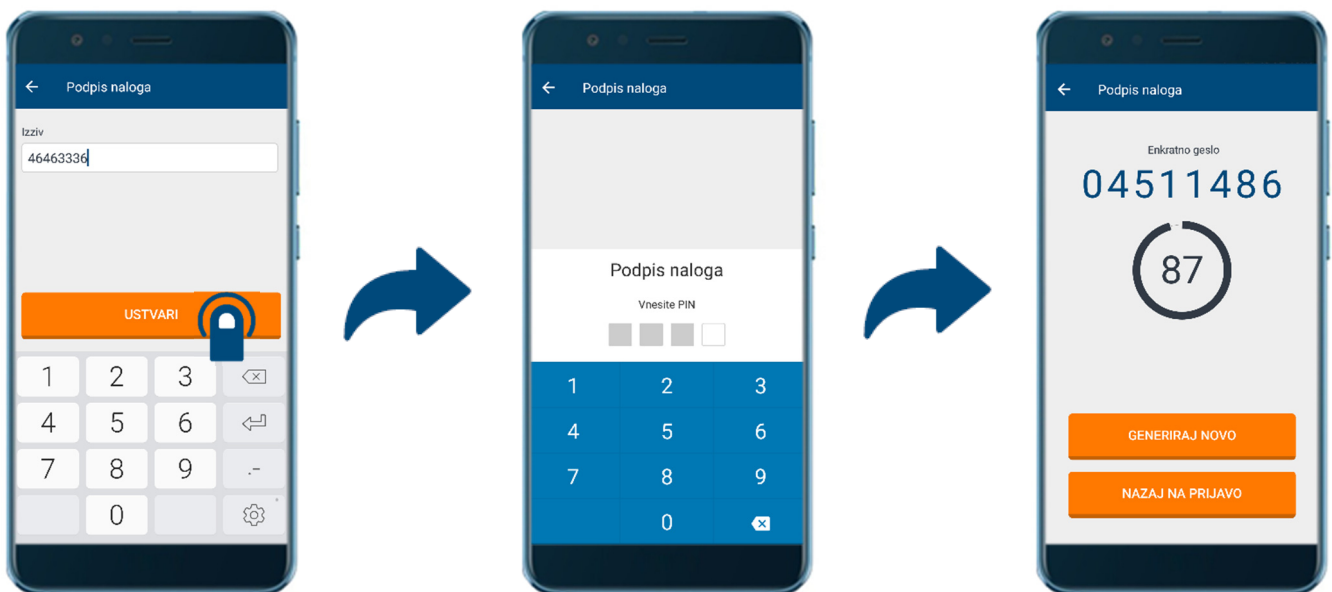 Podpis naloga
Izziv
46463336
USTVARI
1 2 3
4 5 6
7 8 9 .-
0
Podpis naloga
Podpis naloga
Vnesite PIN
1 2 3
4 5 6
7 8 9
0
Podpis naloga
Enkratno geslo
04511486
87
GENERIRAJ NOVO
NAZAJ NA PRIJAVO